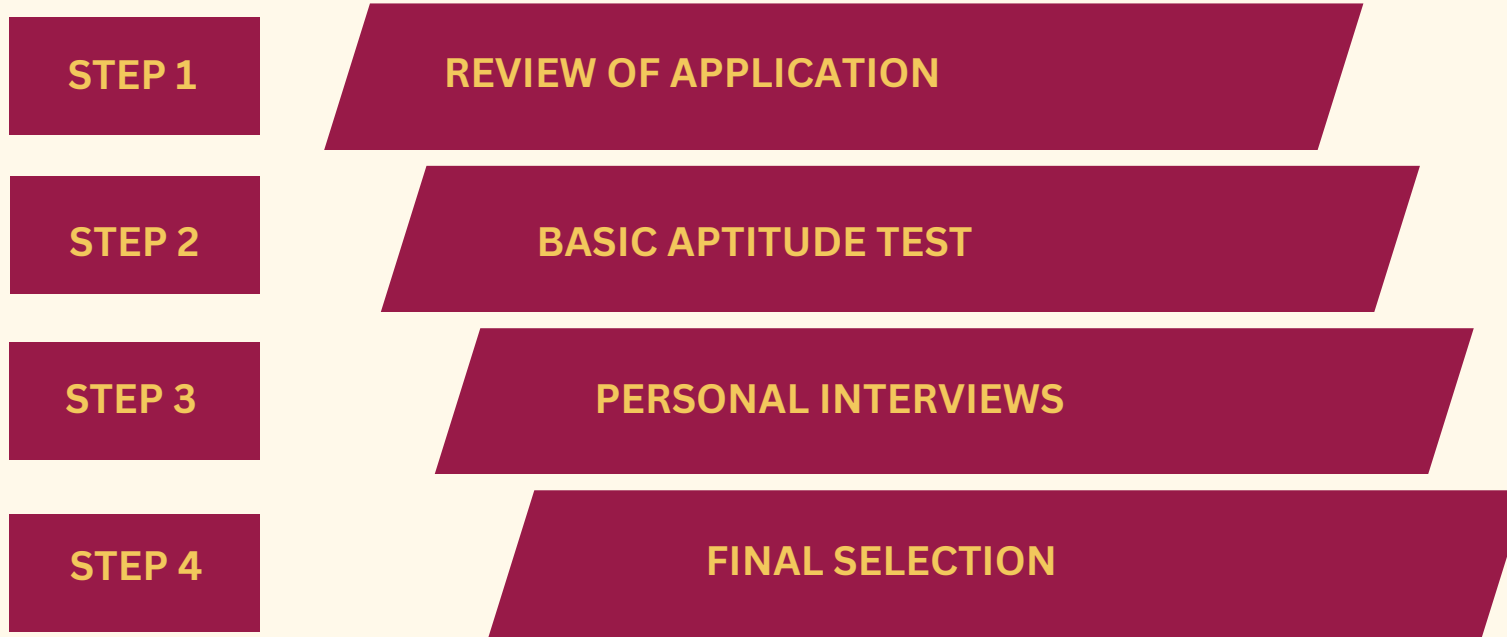 STEP 1
REVIEW OF APPLICATION
STEP 2
BASIC APTITUDE TEST
STEP 3
PERSONAL INTERVIEWS
STEP 4
FINAL SELECTION